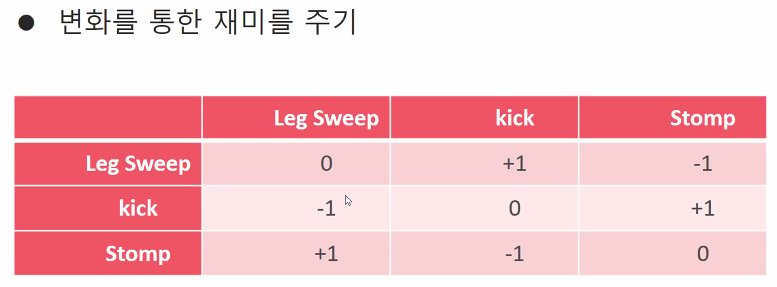 ● 변화를 통한 재미를 주기
Leg Sweep kick Stomp
Leg Sweep 0 +1 -1
kick -1 0 +1
Stomp +1 -1 0